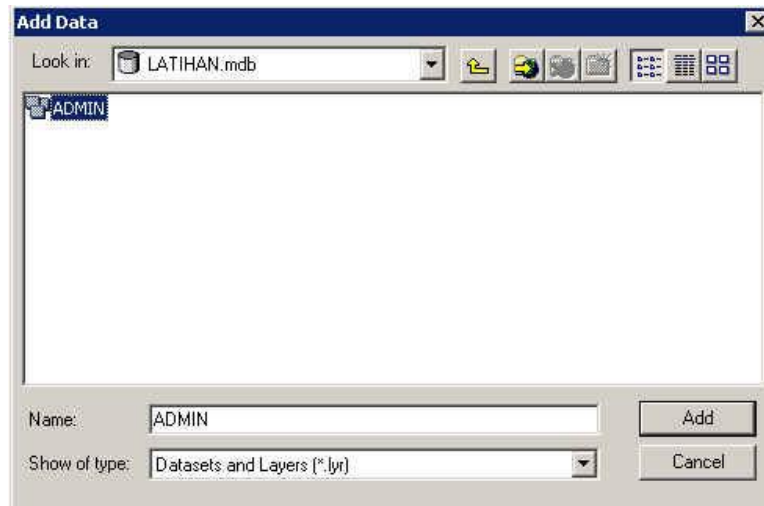 Add Data
Look in: LATIHAN.mdb
ADMIN
Name: ADMIN Add
Show of type: Datasets and Layers (*.lyr) Cancel